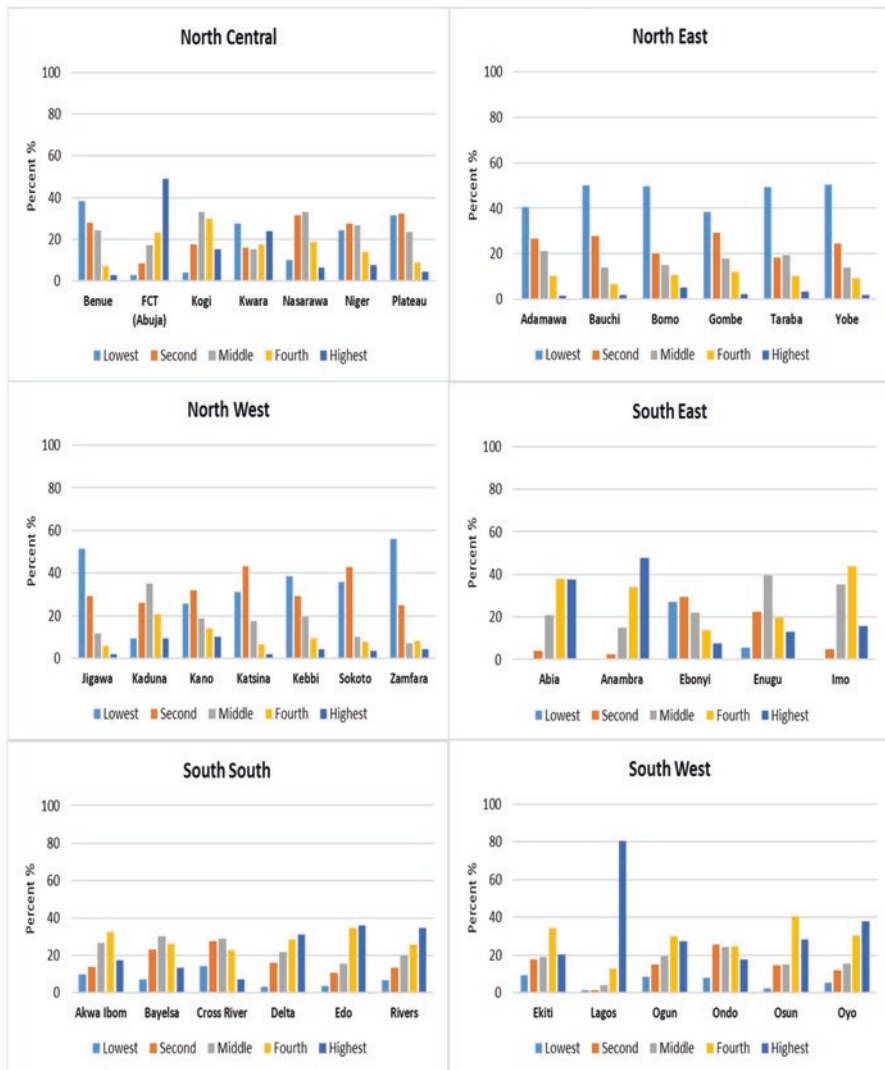 North Central
Percent %
100
80
60
40
20
0
Benue FCT (Abuja) Kogi Kwara Nasarawa Niger Plateau
Lowest Second Middle Fourth Highest
North East
Percent %
100
80
60
40
20
0
Adamawa Bauchi Borno Gombe Taraba Yobe
Lowest Second Middle Fourth Highest
North West
Percent %
100
80
60
40
20
0
Jigawa Kaduna Kano Katsina Kebbi Sokoto Zamfara
Lowest Second Middle Fourth Highest
South East
Percent %
100
80
60
40
20
0
Abia Anambra Ebonyi Enugu Imo
Lowest Second Middle Fourth Highest
South South
Percent %
100
80
60
40
20
0
Akwa Ibom Bayelsa Cross River Delta Edo Rivers
Lowest Second Middle Fourth Highest
South West
Percent %
100
80
60
40
20
0
Ekiti Lagos Ogun Ondo Osun Oyo
Lowest Second Middle Fourth Highest